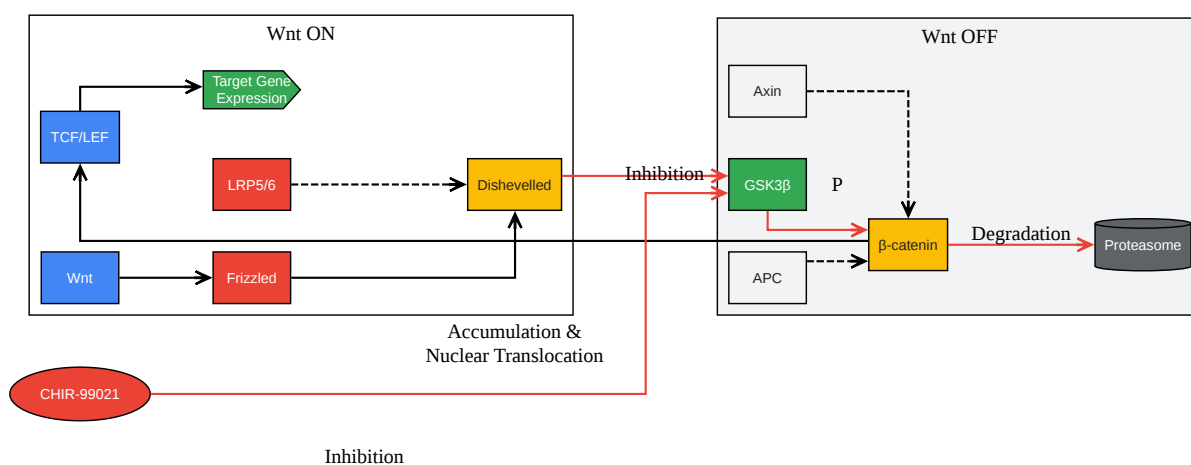 Wnt ON
Target Gene
Expression
TCF/LEF
LRP5/6
Dishevelled
Wnt
Frizzled
Inhibition
Wnt OFF
Axin
GSK3β
P
β-catenin
Degradation
Proteasome
APC
Accumulation &
Nuclear Translocation
CHIR-99021
Inhibition